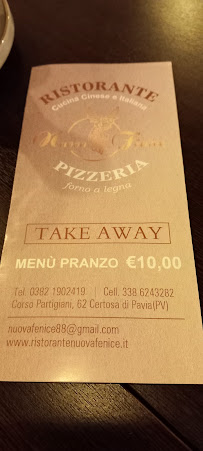 RISTORANTE
Cucina Cinese e Italiana
PIZZERIA
forno a legna
TAKE AWAY
MENÙ PRANZO €10,00
Tel. 0382 1902419 | Cell. 338.6243282
Corso Partigiani, 62 Certosa di Pavia(PV)
nuovafenice88@gmail.com
www.ristorantenuovafenice.it